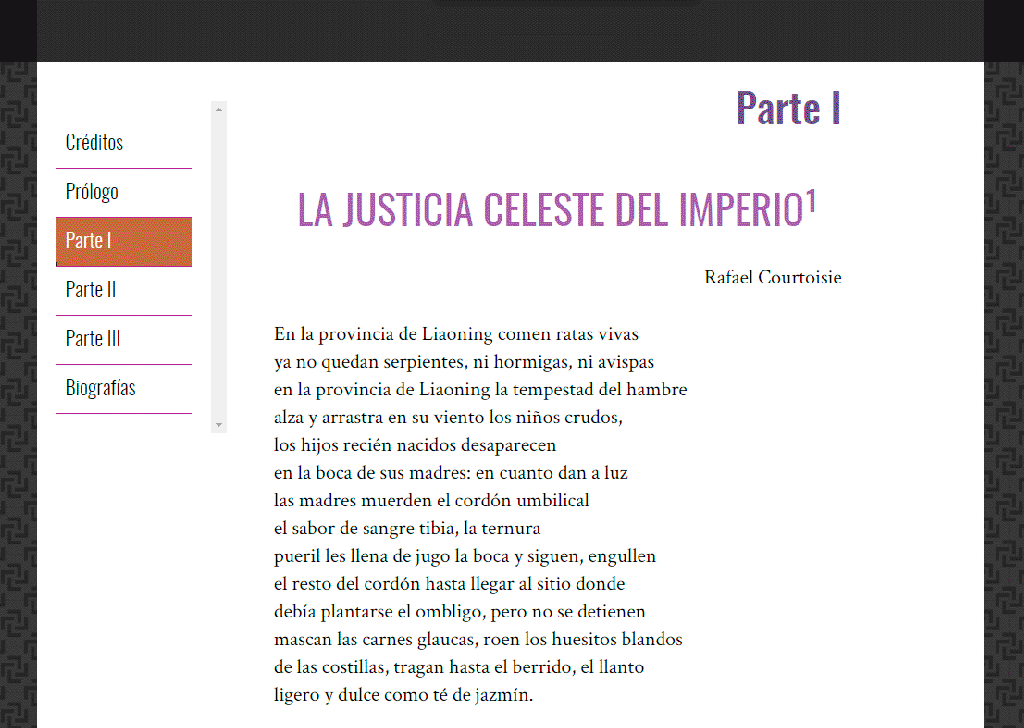 Créditos
Prólogo
Parte I
Parte II
Parte III
Biografías
Parte I
LA JUSTICIA CELESTE DEL IMPERIO¹
Rafael Courtoisie
En la provincia de Liaoning comen ratas vivas
ya no quedan serpientes, ni hormigas, ni avispas
en la provincia de Liaoning la tempestad del hambre
alza y arrastra en su viento los niños crudos,
los hijos recién nacidos desaparecen
en la boca de sus madres: en cuanto dan a luz
las madres muerden el cordón umbilical
el sabor de sangre tibia, la ternura
pueril les llena de jugo la boca y siguen, engullen
el resto del cordón hasta llegar al sitio donde
debía plantarse el ombligo, pero no se detienen
mascan las carnes glaucas, roen los huesitos blandos
de las costillas, tragan hasta el berrido, el llanto
ligero y dulce como té de jazmín.